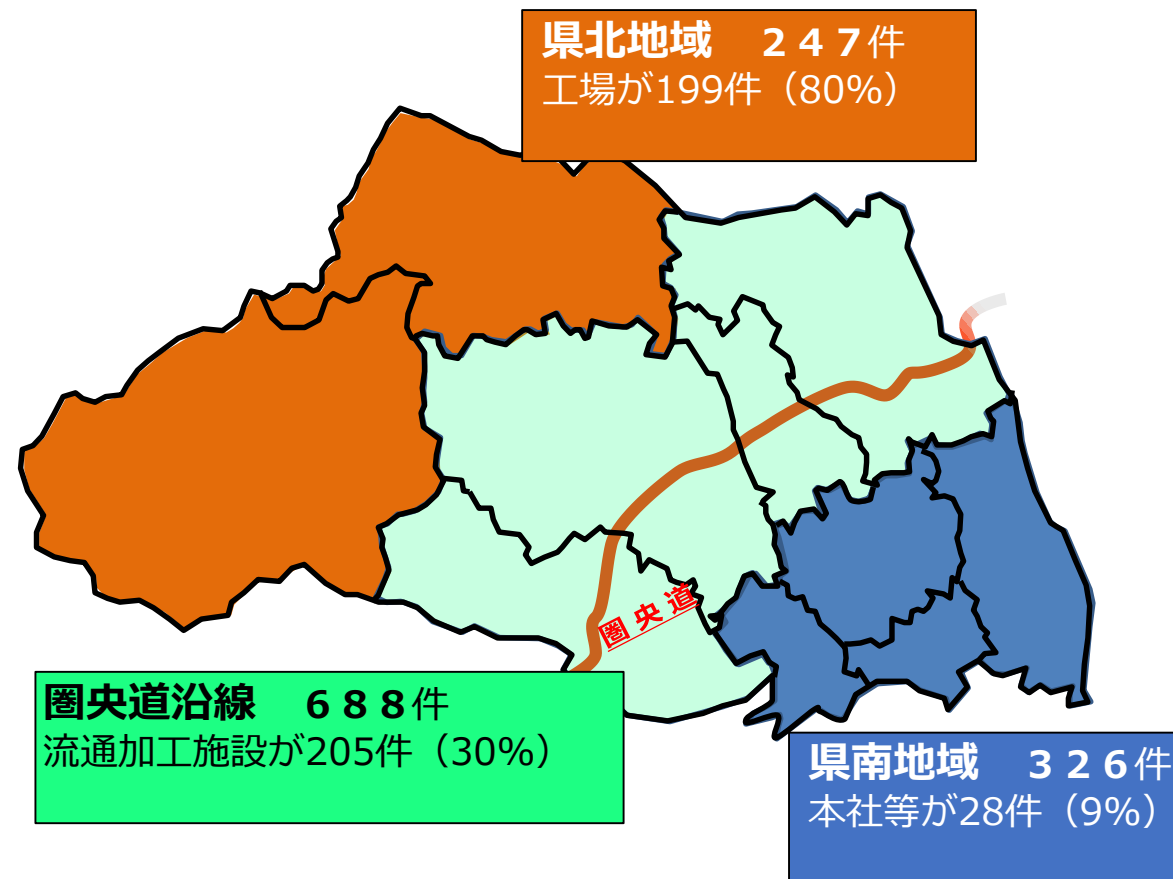 県北地域　２４７件
工場が199件（80%）
圏央道
圏央道沿線　６８８件
流通加工施設が205件（30%）
県南地域　３２６件
本社等が28件（9%）